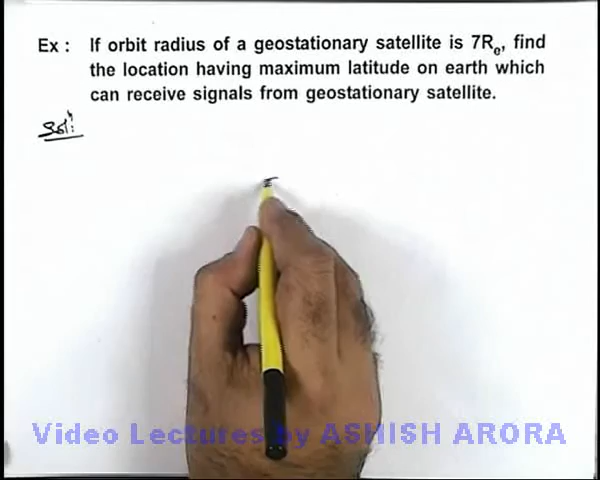 Ex : If orbit radius of a geostationary satellite is 7Rₑ, find
the location having maximum latitude on earth which
can receive signals from geostationary satellite.
Sol:
Video Lectures by ASHISH ARORA